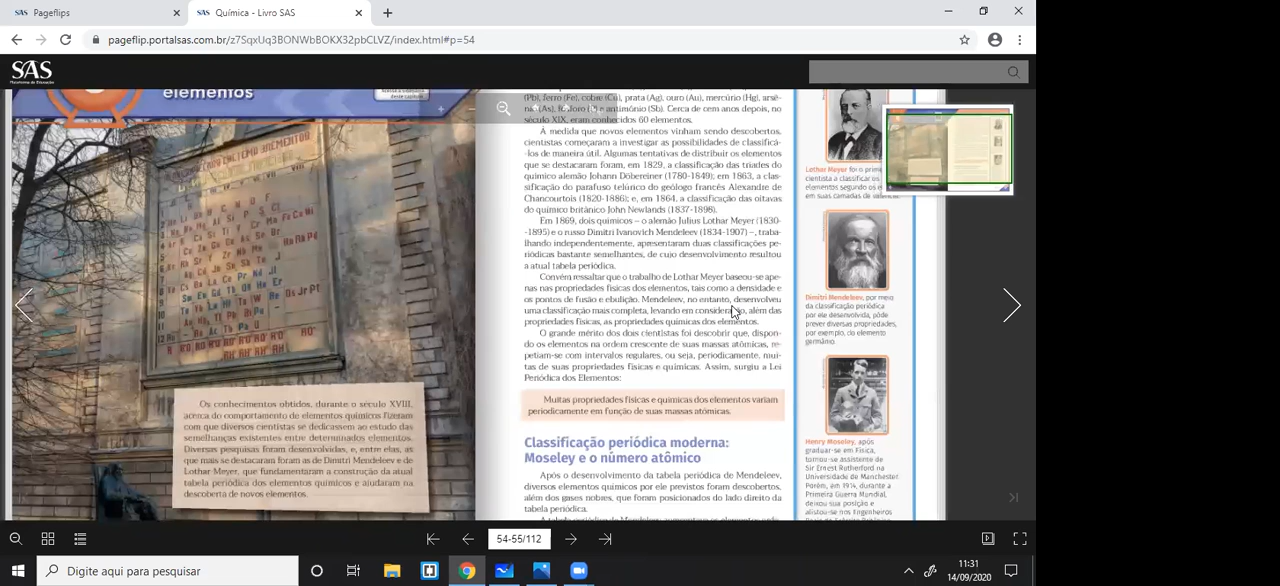 Pageflips
Química - Livro SAS
pageflip.portalsas.com.br/z7SqxUq3BONWbBOKX32pbCLVZ/index.html#p=54
SAS
Plataforma de Educação
elementos
(Pb), ferro (Fe), cobre (Cu), prata (Ag), ouro (Au), mercúrio (Hg), arsê-
nio (As), fósforo (P) e antimônio (Sb). Cerca de cem anos depois, no
século XIX, eram conhecidos 60 elementos.
À medida que novos elementos vinham sendo descobertos,
cientistas começaram a investigar as possibilidades de classificá-
-los de maneira útil. Algumas tentativas de distribuir os elementos
que se destacaram foram, em 1829, a classificação das tríades do
químico alemão Johann Döbereiner (1780-1849); em 1863, a clas-
sificação do parafuso telúrico do geólogo francês Alexandre de
Chancourtois (1820-1886); e, em 1864, a classificação das oitavas
do químico britânico John Newlands (1837-1898).
Em 1869, dois químicos – o alemão Julius Lothar Meyer (1830-
-1895) e o russo Dimitri Ivanovich Mendeleev (1834-1907) –, traba-
lhando independentemente, apresentaram duas classificações pe-
riódicas bastante semelhantes, de cujo desenvolvimento resultou
a atual tabela periódica.
Convém ressaltar que o trabalho de Lothar Meyer baseou-se ape-
nas nas propriedades físicas dos elementos, tais como a densidade e
os pontos de fusão e ebulição. Mendeleev, no entanto, desenvolveu
uma classificação mais completa, levando em consideração, além das
propriedades físicas, as propriedades químicas dos elementos.
O grande mérito dos dois cientistas foi descobrir que, dispon-
do os elementos na ordem crescente de suas massas atômicas, re-
petiam-se com intervalos regulares, ou seja, periodicamente, mui-
tas de suas propriedades físicas e químicas. Assim, surgiu a Lei
Periódica dos Elementos:
Muitas propriedades físicas e químicas dos elementos variam
periodicamente em função de suas massas atômicas.
Classificação periódica moderna:
Moseley e o número atômico
Após o desenvolvimento da tabela periódica de Mendeleev,
diversos elementos químicos por ele previstos foram descobertos,
além dos gases nobres, que foram posicionados do lado direito da
tabela periódica.
Os conhecimentos obtidos, durante o século XVIII,
acerca do comportamento de elementos químicos fizeram
com que diversos cientistas se dedicassem ao estudo das
semelhanças existentes entre determinados elementos.
Diversas pesquisas foram desenvolvidas, e, entre elas, as
que mais se destacaram foram as de Dimitri Mendeleev e de
Lothar Meyer, que fundamentaram a construção da atual
tabela periódica dos elementos químicos e ajudaram na
descoberta de novos elementos.
Lothar Meyer foi o prime
cientista a classificar os
elementos segundo os e
em suas camadas de valência.
Dimitri Mendeleev, por meio
da classificação periódica
por ele desenvolvida, pôde
prever diversas propriedades,
por exemplo, do elemento
germânio.
Henry Moseley, após
graduar-se em Física,
tornou-se assistente de
Sir Ernest Rutherford na
Universidade de Manchester.
Porém, em 1914, durante a
Primeira Guerra Mundial,
deixou sua posição e
alistou-se nos Engenheiros
54-55/112
Digite aqui para pesquisar
11:31
14/09/2020